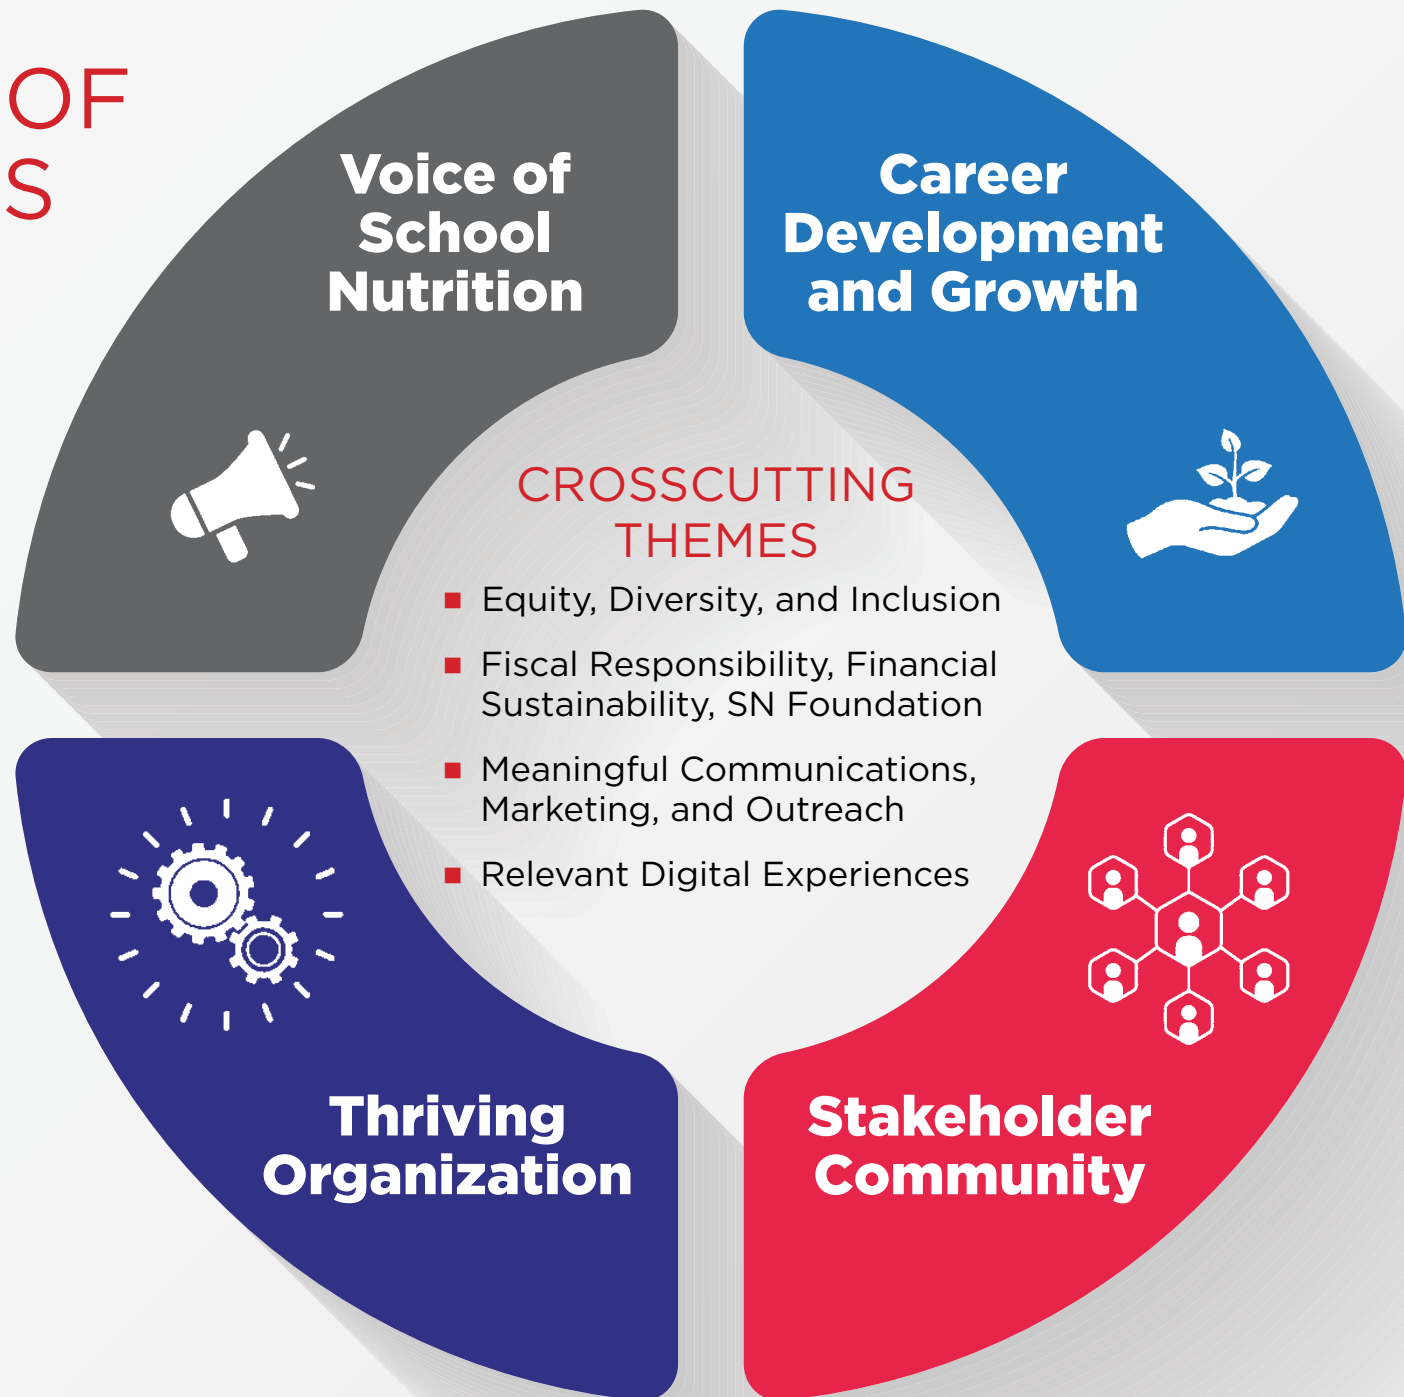 OF
S
Voice of
School
Nutrition
Career
Development
and Growth
CROSSCUTTING
THEMES
■ Equity, Diversity, and Inclusion
■ Fiscal Responsibility, Financial
Sustainability, SN Foundation
■ Meaningful Communications,
Marketing, and Outreach
■ Relevant Digital Experiences
Thriving
Organization
Stakeholder
Community